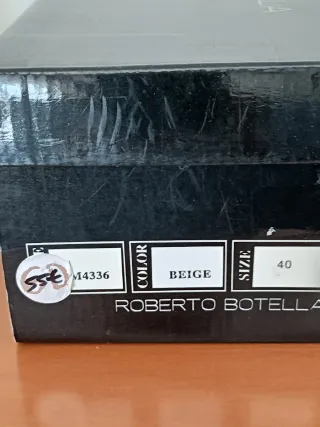 M4336
COLOR
BEIGE
SIZE
40
ROBERTO BOTELLA